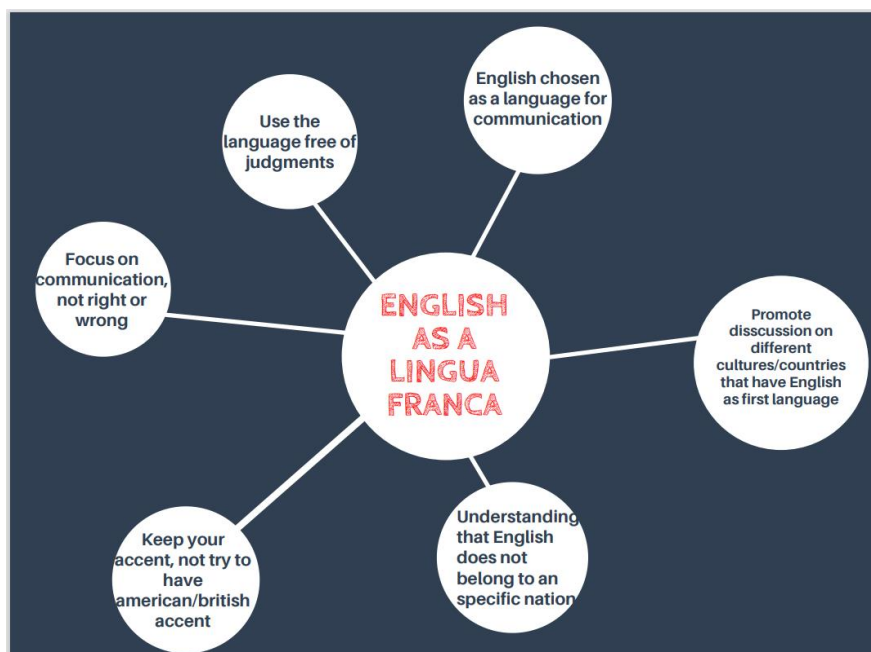 English chosen
as a language for
communication
Use the
language free of
judgments
Focus on
communication,
not right or
wrong
ENGLISH
AS A
LINGUA
FRANCA
Promote
disscussion on
different
cultures/countries
that have English
as first language
Keep your
accent, not try to
have
american/british
accent
Understanding
that English
does not
belong to an
specific nation